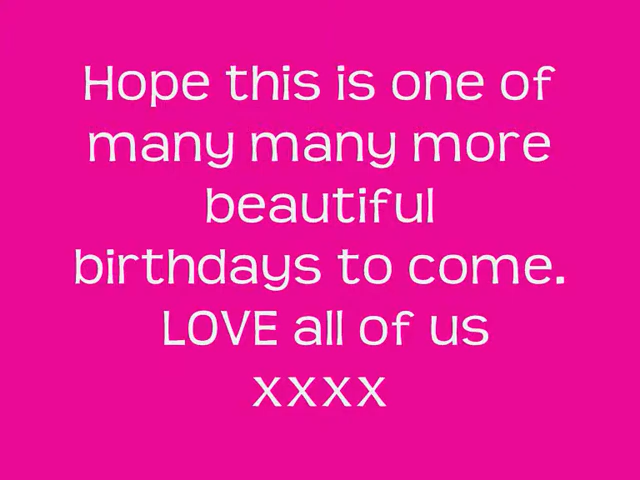 Hope this is one of
many many more
beautiful
birthdays to come.
LOVE all of us
xxxx